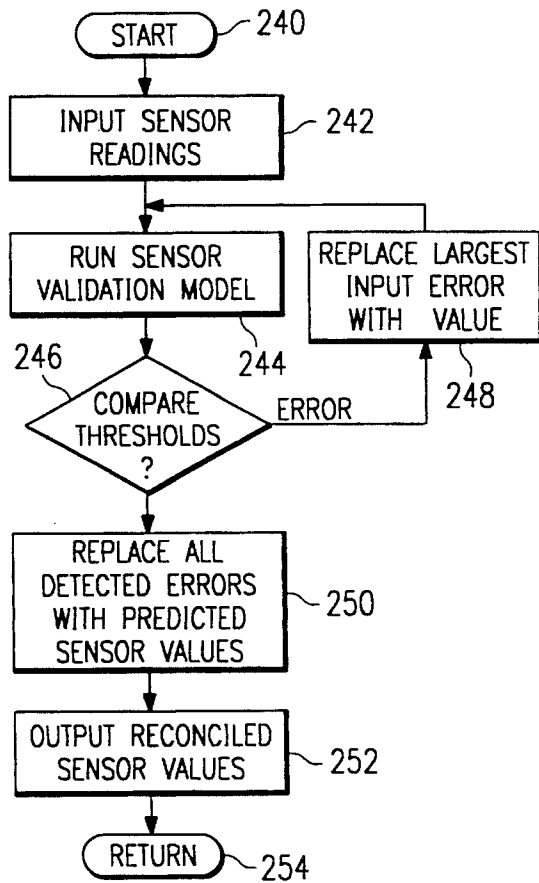 START
240
INPUT SENSOR
READINGS
242
RUN SENSOR
VALIDATION MODEL
244
REPLACE LARGEST
INPUT ERROR
WITH VALUE
248
246
COMPARE
THRESHOLDS
?
ERROR
REPLACE ALL
DETECTED ERRORS
WITH PREDICTED
SENSOR VALUES
250
OUTPUT RECONCILED
SENSOR VALUES
252
RETURN
254